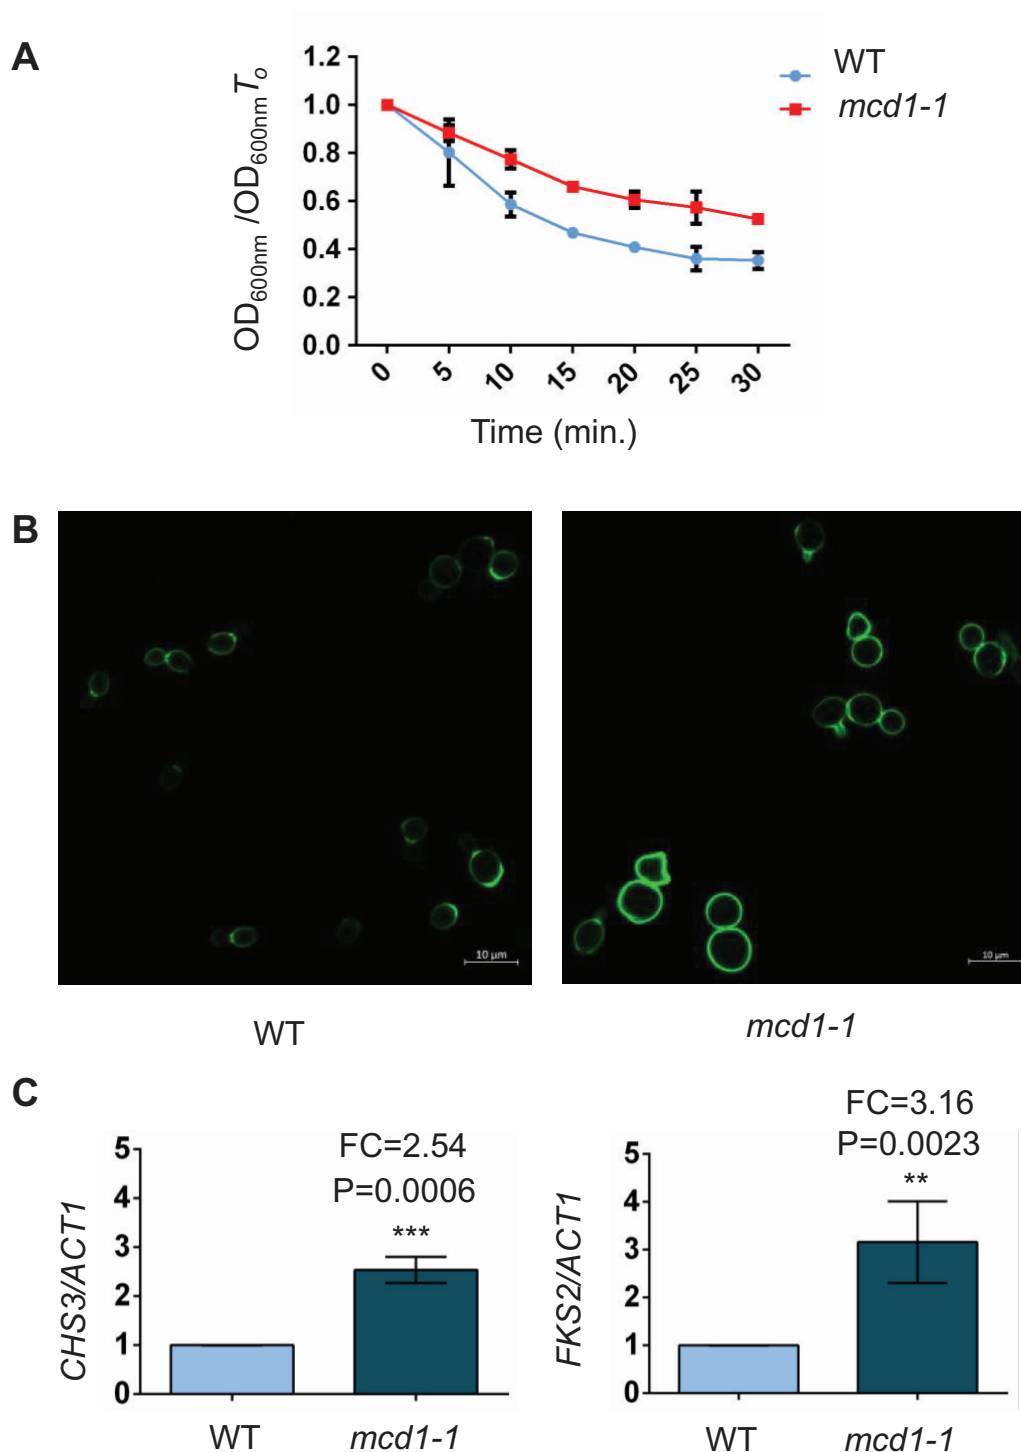 A
1.2
1.0
0.8
0.6
0.4
0.2
0.0
OD600nm /OD600nmTo
0 5 10 15 20 25 30
Time (min.)
WT
mcd1-1
B
10 µm
10 µm
WT
mcd1-1
C
5
4
3
2
1
0
CHS3/ACT1
FC=2.54
P=0.0006
***
WT mcd1-1
5
4
3
2
1
0
FKS2/ACT1
FC=3.16
P=0.0023
**
WT mcd1-1